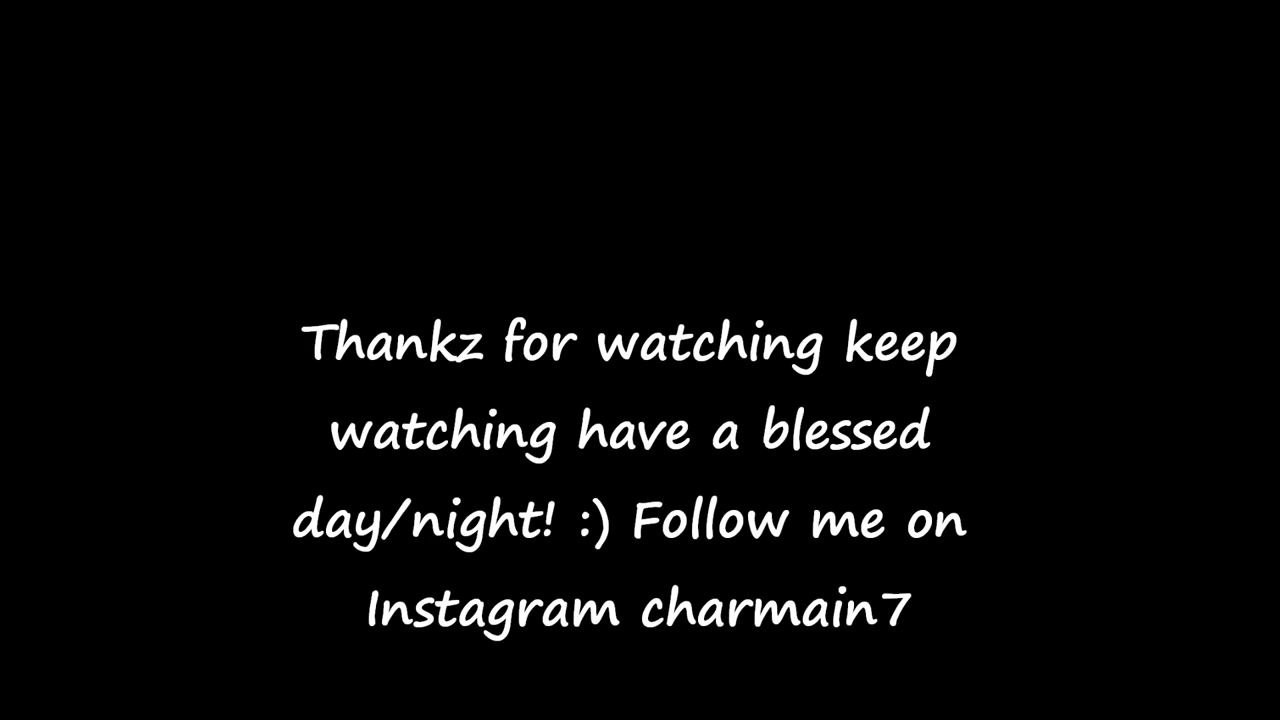 Thankz for watching keep
watching have a blessed
day/night! :) Follow me on
Instagram charmain7